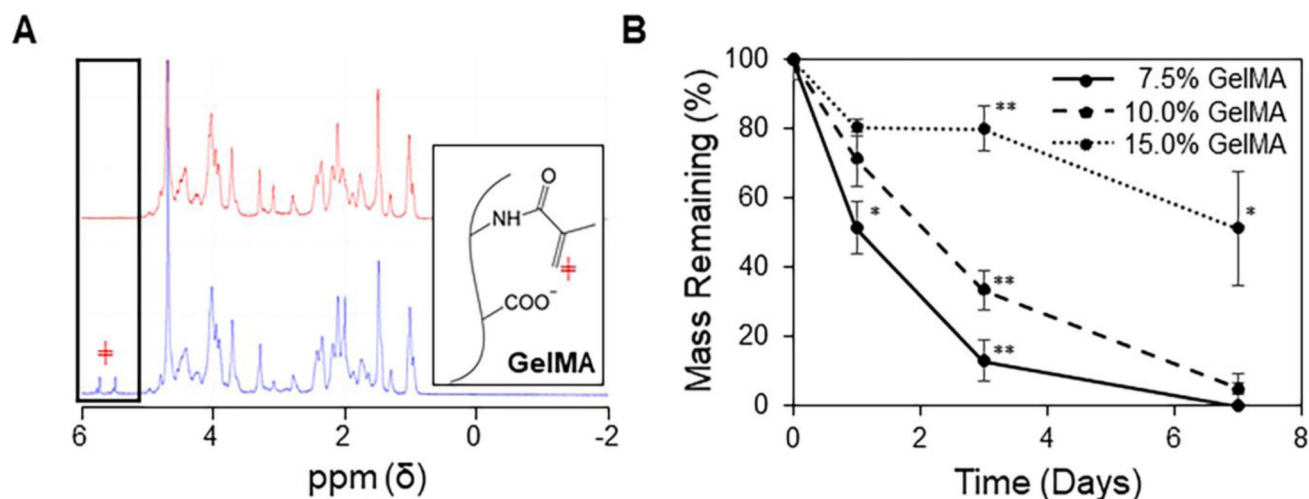 A
6
4
2
0
-2
ppm (δ)
ǂ
O
NH
ǂ
COO⁻
GelMA
B
Mass Remaining (%)
100
80
60
40
20
0
0
2
4
6
8
Time (Days)
7.5% GelMA
10.0% GelMA
15.0% GelMA
**
*
*
**
**